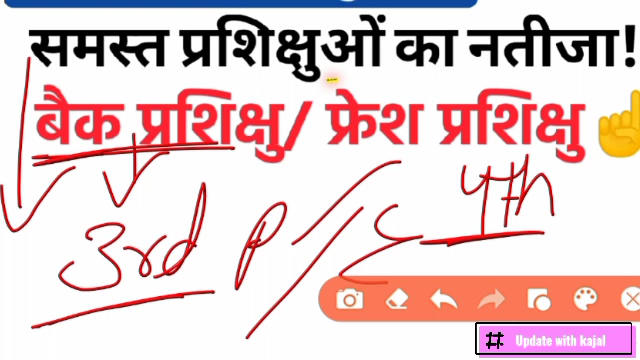 समस्त प्रशिक्षुओं का नतीजा!
बैक प्रशिक्षु/ फ्रेश प्रशिक्षु
3rd P/S 4th
# Update with kajal